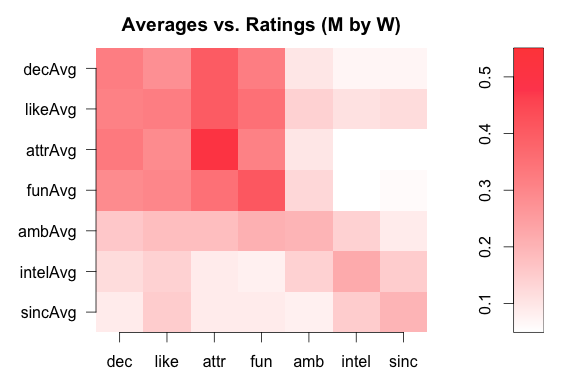 Averages vs. Ratings (M by W)
decAvg
likeAvg
attrAvg
funAvg
ambAvg
intelAvg
sincAvg
dec like attr fun amb intel sinc
0.5
0.4
0.3
0.2
0.1